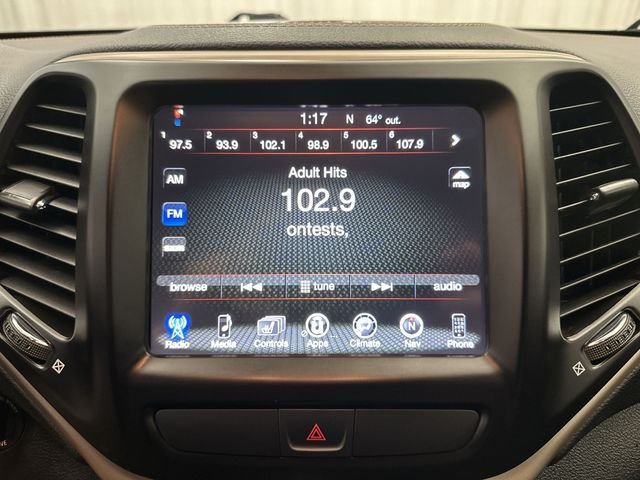 1:17 N 64° out.
1 97.5 2 93.9 3 102.1 4 98.9 5 100.5 6 107.9
Adult Hits
AM
map
102.9
FM
ontests,
browse tune audio
Radio Media Controls Apps Climate Nav Phone